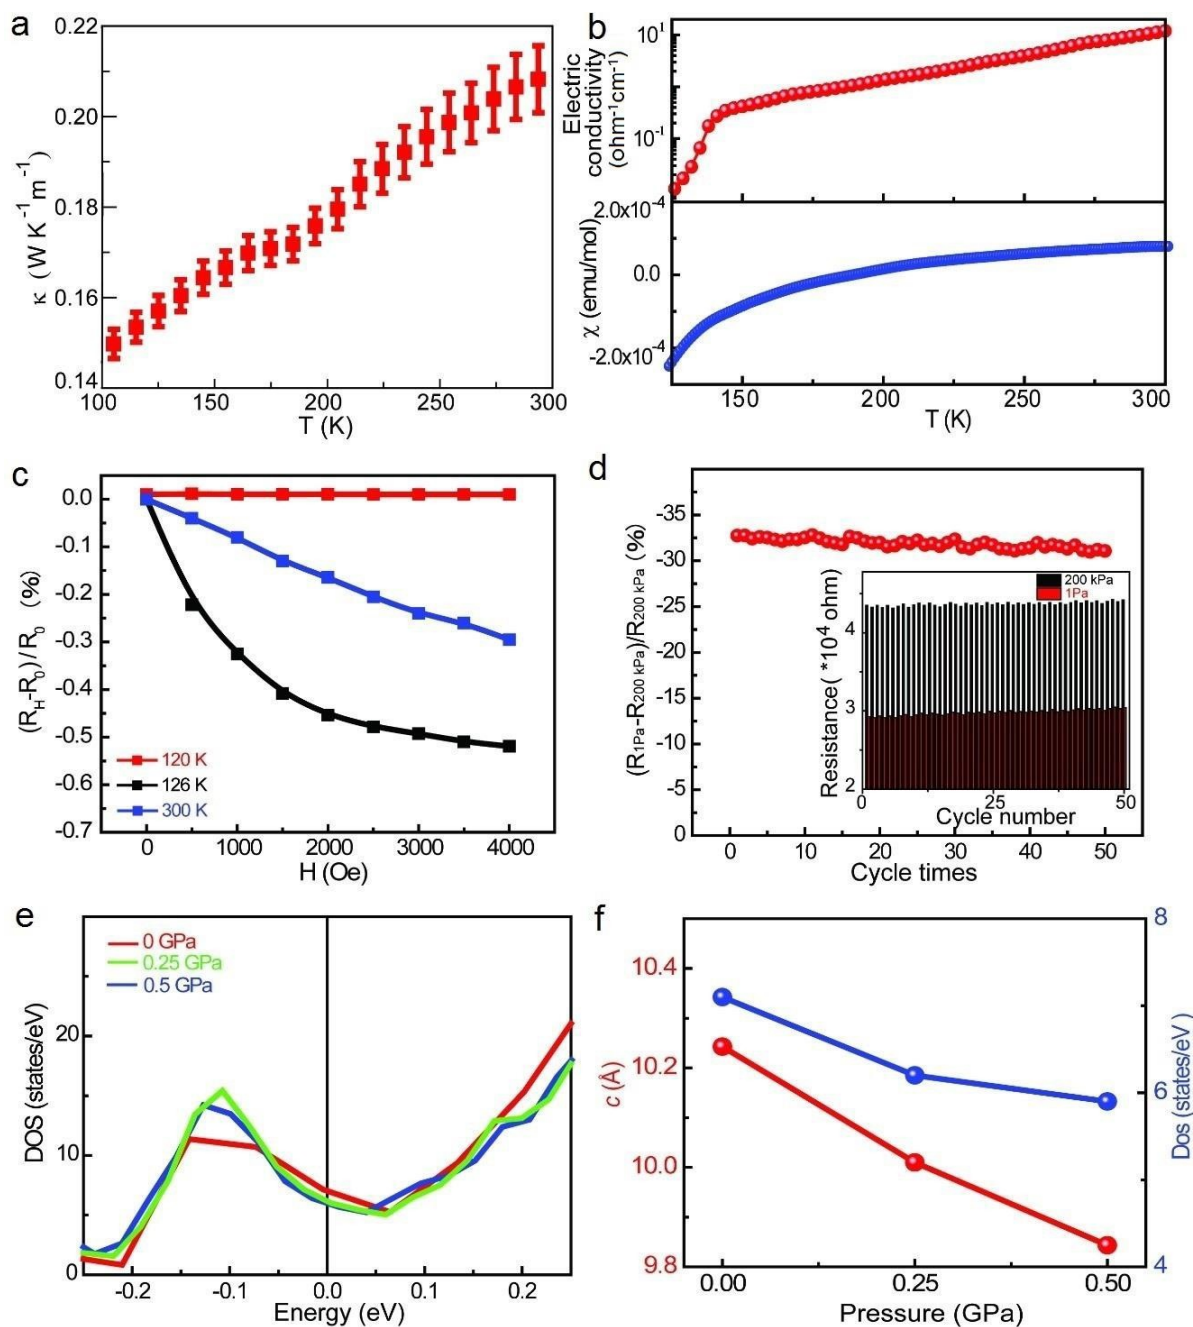 a
0.22
0.20
0.18
0.16
0.14
κ (W K⁻¹m⁻¹)
100
150
200
250
300
T (K)
b
Electric
conductivity
(ohm⁻¹cm⁻¹)
10¹
10⁻¹
2.0x10⁻⁴
0.0
-2.0x10⁻⁴
χ (emu/mol)
150
200
250
300
T (K)
c
0.0
-0.1
-0.2
-0.3
-0.4
-0.5
-0.6
-0.7
(R_H-R_0)/R_0 (%)
120 K
126 K
300 K
0
1000
2000
3000
4000
H (Oe)
d
-35
-30
-25
-20
-15
-10
-5
0
(R1Pa-R200 kPa)/R200 kPa (%)
200 kPa
1Pa
4
3
2
Resistance( *10⁴ ohm)
0
25
50
Cycle number
0
10
20
30
40
50
Cycle times
e
0 GPa
0.25 GPa
0.5 GPa
20
10
0
DOS (states/eV)
-0.2
-0.1
0.0
0.1
0.2
Energy (eV)
f
10.4
10.2
10.0
9.8
c (Å)
8
6
4
Dos (states/eV)
0.00
0.25
0.50
Pressure (GPa)